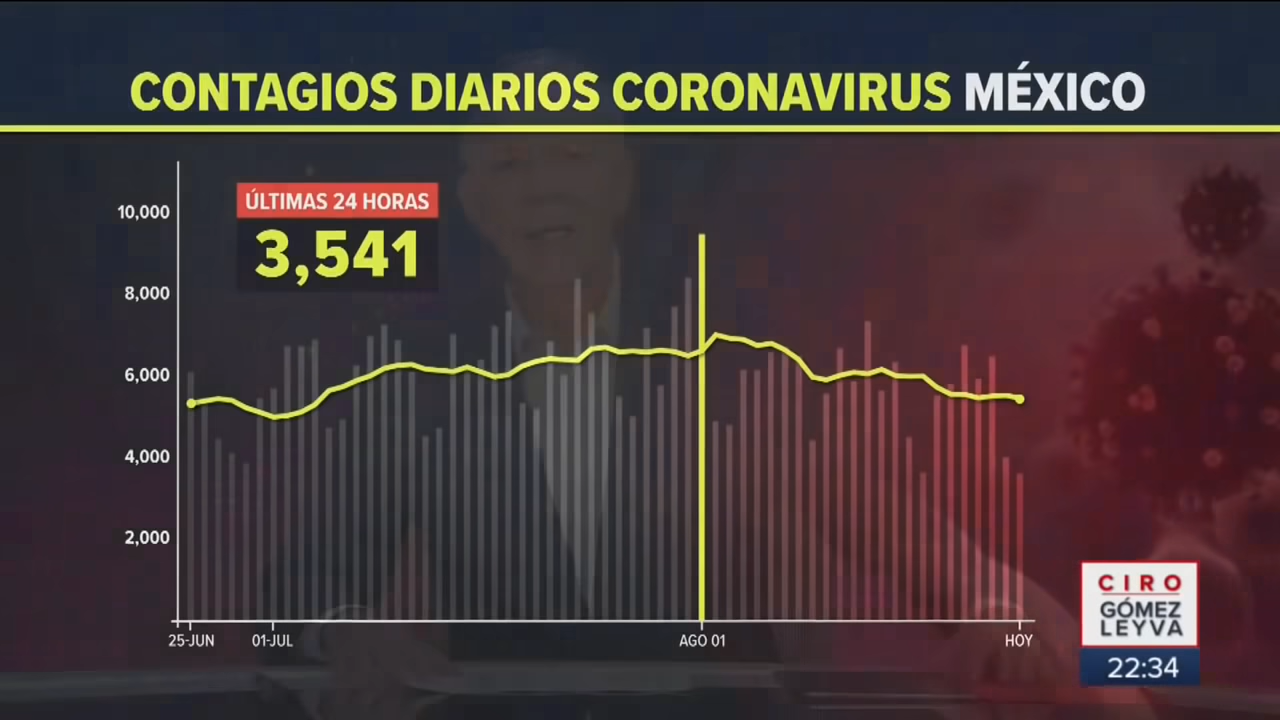 CONTAGIOS DIARIOS CORONAVIRUS MÉXICO
ÚLTIMAS 24 HORAS
3,541
10,000
8,000
6,000
4,000
2,000
25-JUN
01-JUL
AGO 01
HOY
CIRO
GÓMEZ
LEYVA
22:34